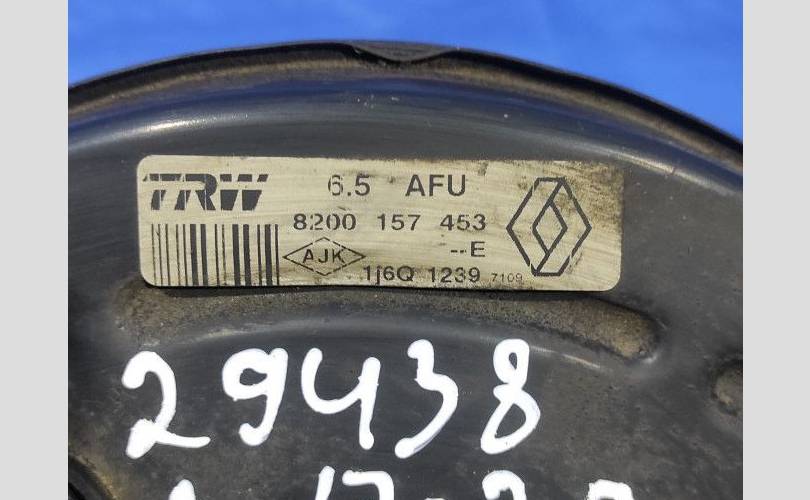 TRW 6.5 AFU
8200 157 453
--E
AJK
1J6Q 1239 7109
29438